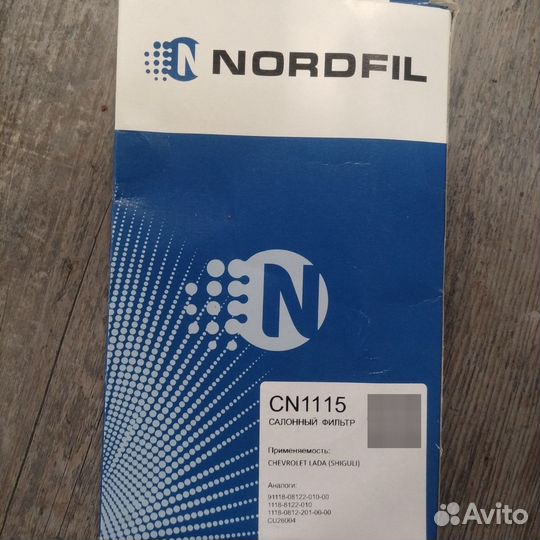 N NORDFIL
N
CN1115
САЛОННЫЙ ФИЛЬТР
Применяемость:
CHEVROLET LADA (SHIGULI)
Аналоги:
91118-08122-010-00
1118-8122-010
1118-0812-201-00-00
CU26004
Avito